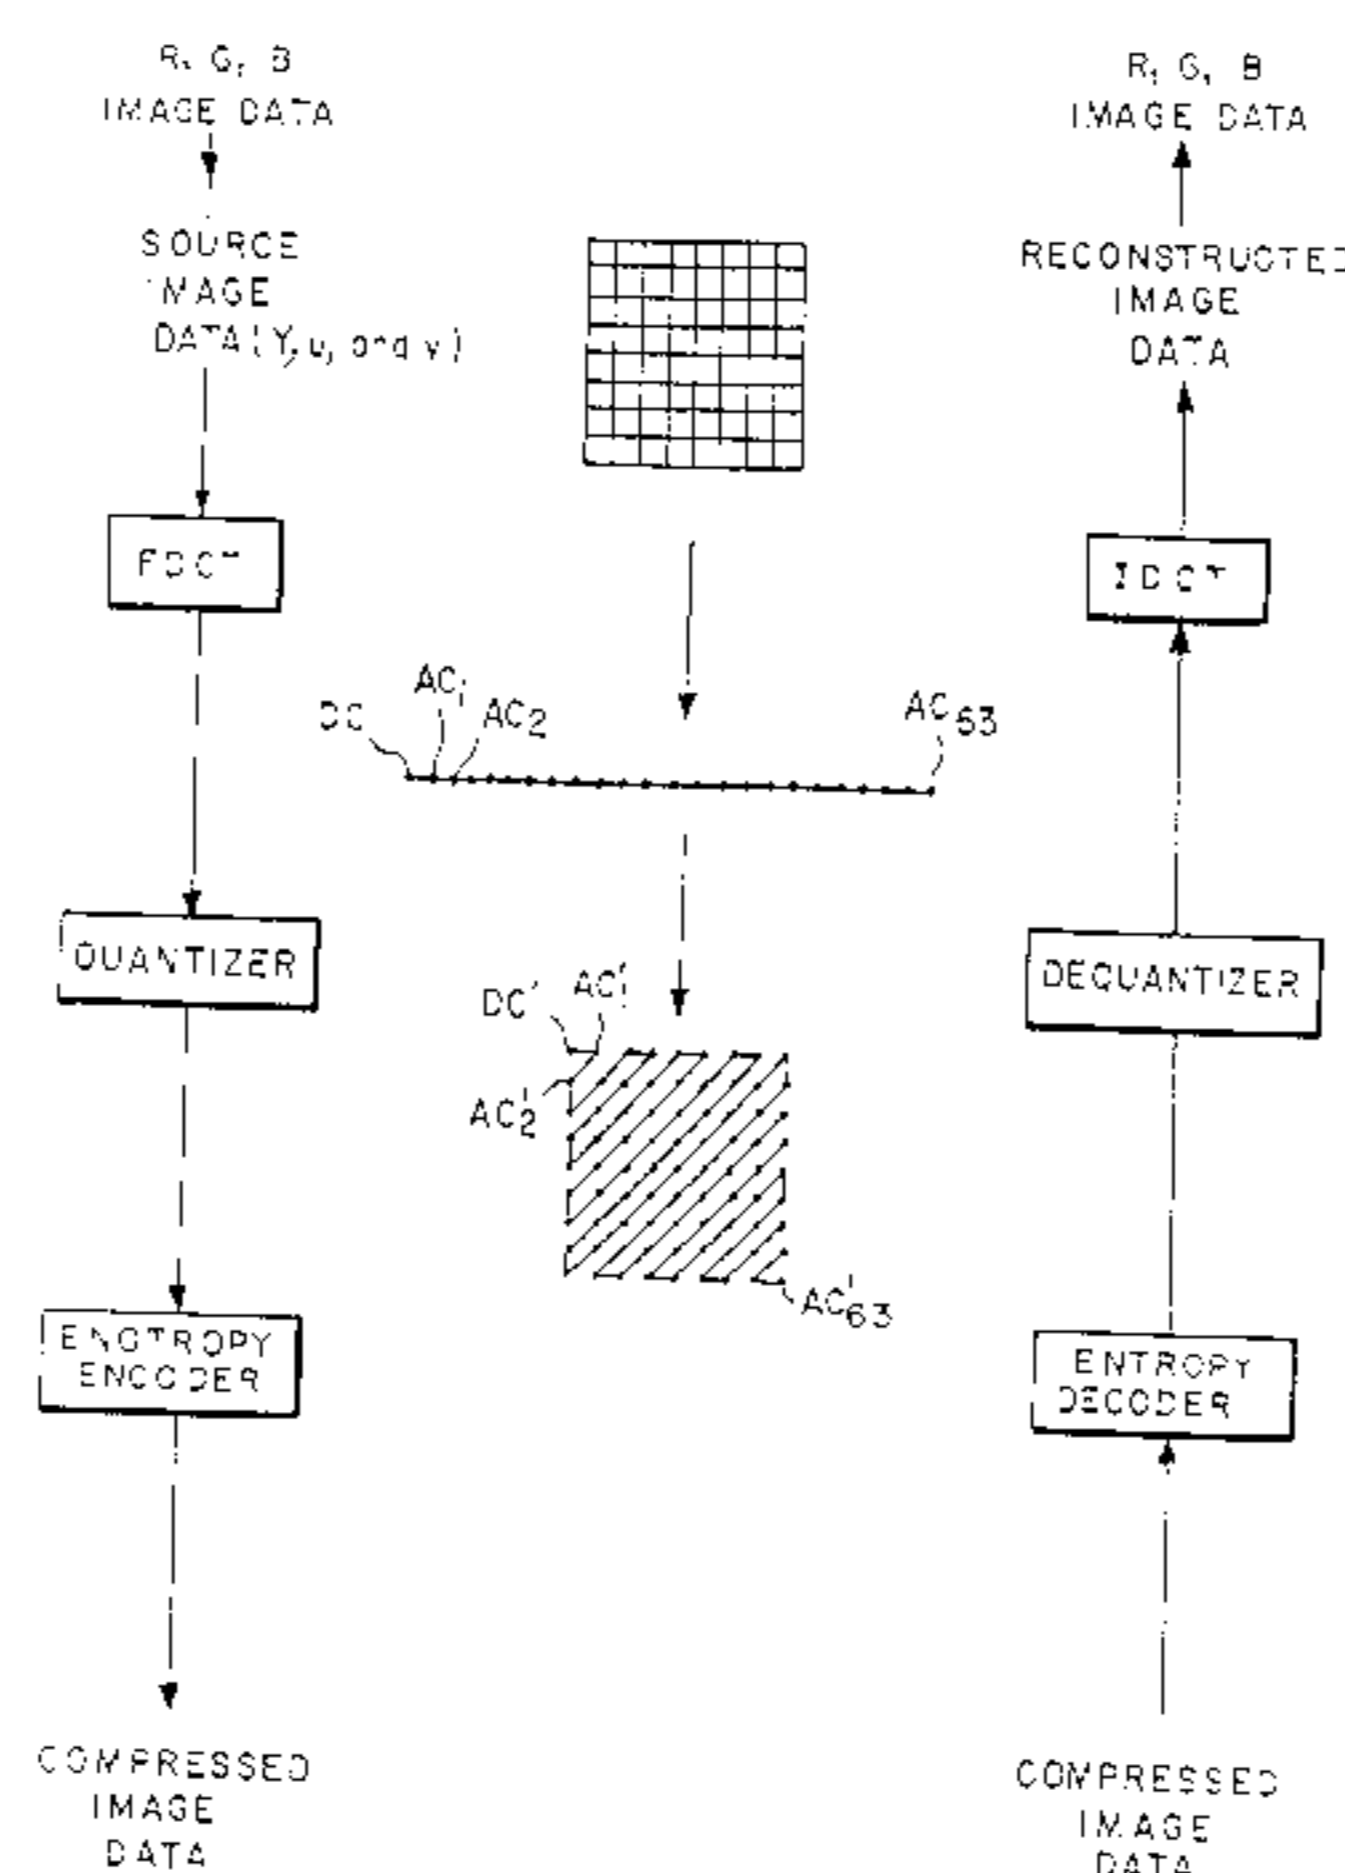 R, G, B
IMAGE DATA
SOURCE
IMAGE
DATA (Y, u, and v)
FDCT
QUANTIZER
ENOTROPY
ENCODER
COMPRESSED
IMAGE
DATA
DC
AC1
AC2
AC63
DC'
AC1'
AC2'
AC63'
R, G, B
IMAGE DATA
RECONSTRUCTED
IMAGE
DATA
IDCT
DEQUANTIZER
ENTROPY
DECODER
COMPRESSED
IMAGE
DATA